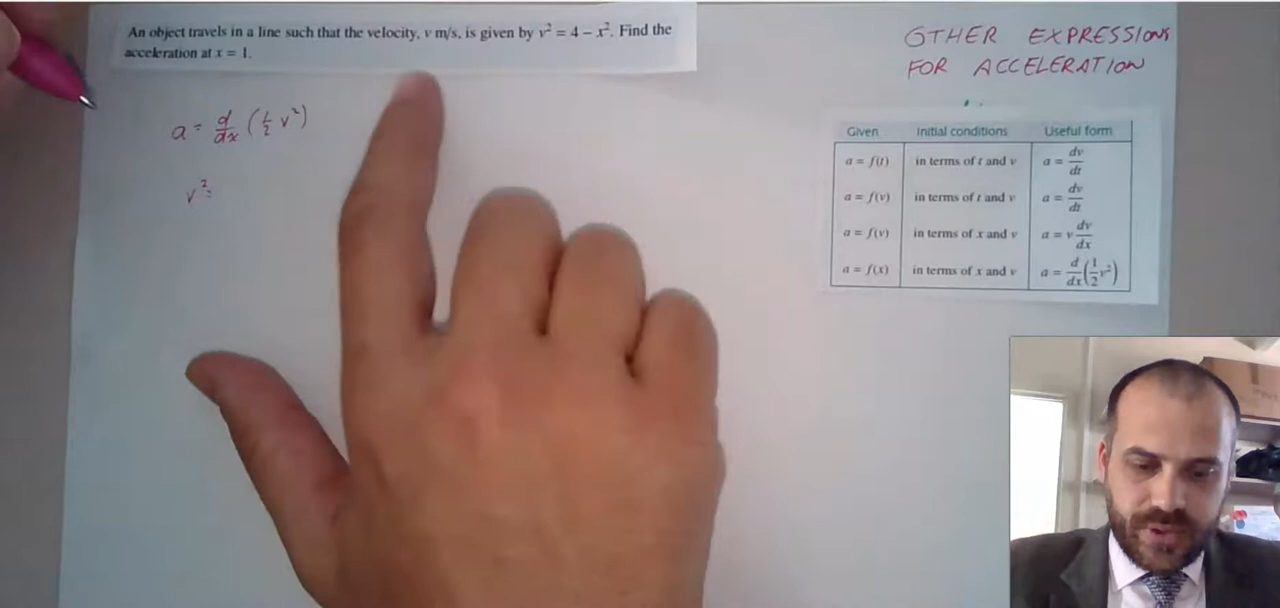 An object travels in a line such that the velocity, v m/s, is given by v² = 4 − x². Find the
acceleration at x = 1.
OTHER EXPRESSIONS
FOR ACCELERATION
a = d/dx (1/2 v²)
v² =
Given Initial conditions Useful form
a = f(t) in terms of t and v a = dv/dt
a = f(v) in terms of t and v a = dv/dt
a = f(v) in terms of x and v a = v dv/dx
a = f(x) in terms of x and v a = d/dx (1/2 v²)